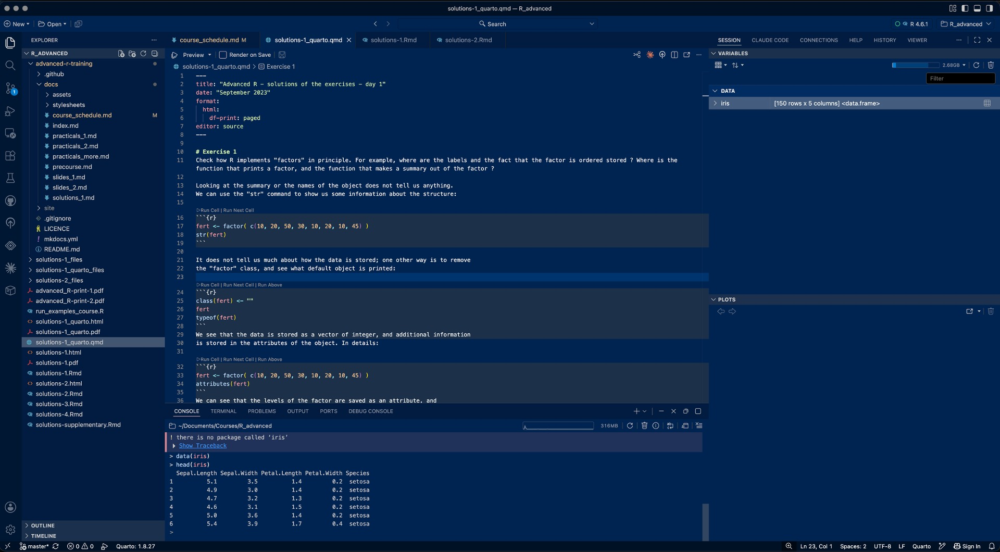 solutions-1_quarto.qmd — R_advanced
New
Open
Search
R 4.6.1
R_advanced
EXPLORER
course_schedule.md M
solutions-1_quarto.qmd
solutions-1.Rmd
solutions-2.Rmd
SESSION
CLAUDE CODE
CONNECTIONS
HELP
HISTORY
VIEWER
R_ADVANCED
advanced-r-training
.github
docs
assets
stylesheets
course_schedule.md M
index.md
practicals_1.md
practicals_2.md
practicals_more.md
precourse.md
slides_1.md
slides_2.md
solutions_1.md
site
.gitignore
LICENCE
mkdocs.yml
README.md
solutions-1_files
solutions-1_quarto_files
solutions-2_files
advanced_R-print-1.pdf
advanced_R-print-2.pdf
run_examples_course.R
solutions-1_quarto.html
solutions-1_quarto.pdf
solutions-1_quarto.qmd
solutions-1.html
solutions-1.pdf
solutions-1.Rmd
solutions-2.html
solutions-2.Rmd
solutions-3.Rmd
solutions-4.Rmd
solutions-supplementary.Rmd
OUTLINE
TIMELINE
1
Preview
Render on Save
solutions-1_quarto.qmd > Exercise 1
1 ---
2 title: "Advanced R - solutions of the exercises - day 1"
3 date: "September 2023"
4 format:
5 html:
6 df-print: paged
7 editor: source
8 ---
9
10 # Exercise 1
11 Check how R implements "factors" in principle. For example, where are the labels and the fact that the factor is ordered stored ? Where is the
function that prints a factor, and the function that makes a summary out of the factor ?
12
13 Looking at the summary or the names of the object does not tell us anything.
14 We can use the "str" command to show us some information about the structure:
15
Run Cell | Run Next Cell
16 ```{r}
17 fert <- factor( c(10, 20, 50, 30, 10, 20, 10, 45) )
18 str(fert)
19 ```
20
21 It does not tell us much about how the data is stored; one other way is to remove
22 the "factor" class, and see what default object is printed:
23
Run Cell | Run Next Cell | Run Above
24 ```{r}
25 class(fert) <- ""
26 fert
27 typeof(fert)
28 ```
29 We see that the data is stored as a vector of integer, and additional information
30 is stored in the attributes of the object. In details:
31
Run Cell | Run Next Cell | Run Above
32 ```{r}
33 fert <- factor( c(10, 20, 50, 30, 10, 20, 10, 45) )
34 attributes(fert)
35 ```
36 We can see that the levels of the factor are saved as an attribute, and
CONSOLE
TERMINAL
PROBLEMS
OUTPUT
PORTS
DEBUG CONSOLE
~/Documents/Courses/R_advanced
316MB
! there is no package called ‘iris’
Show Traceback
> data(iris)
> head(iris)
Sepal.Length Sepal.Width Petal.Length Petal.Width Species
1 5.1 3.5 1.4 0.2 setosa
2 4.9 3.0 1.4 0.2 setosa
3 4.7 3.2 1.3 0.2 setosa
4 4.6 3.1 1.5 0.2 setosa
5 5.0 3.6 1.4 0.2 setosa
6 5.4 3.9 1.7 0.4 setosa
>
VARIABLES
2.68GB
Filter
DATA
iris [150 rows x 5 columns] <data.frame>
PLOTS
master*
0 0
Quarto: 1.8.27
Ln 23, Col 1
Spaces: 2
UTF-8
LF
Quarto
Sign In